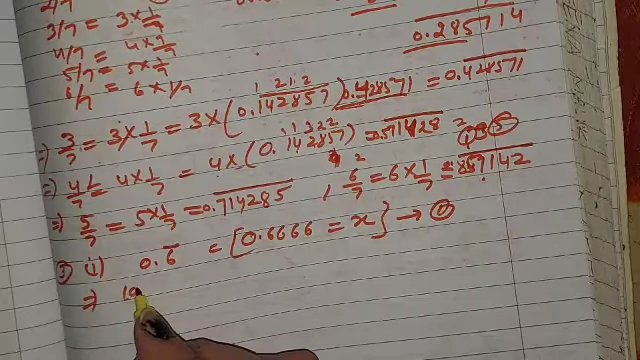 2/7
3/7 = 3 × 1/7
4/7 = 4 × 1/7
5/7 = 5 × 1/7
6/7 = 6 × 1/7
0.285714
⇒ 3/7 = 3 × 1/7 = 3 × (0.142857) 0.428571 = 0.428571
⇒ 4/7 = 4 × 1/7 = 4 × (0.142857) = 0.571428
⇒ 5/7 = 5 × 1/7 = 0.714285 , 6/7 = 6 × 1/7 = 857142
3) (i) 0.6 = [0.6666 = x] → (i)
⇒ 10